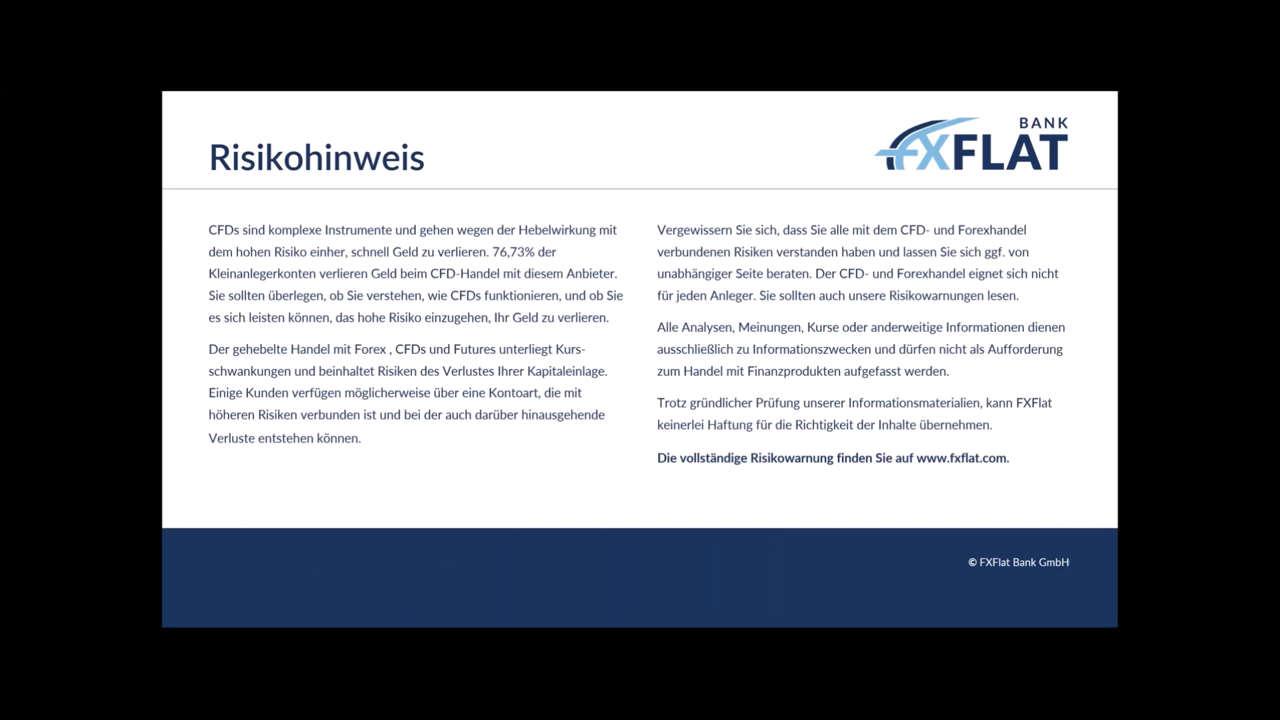 Risikohinweis
BANK
FXFLAT
CFDs sind komplexe Instrumente und gehen wegen der Hebelwirkung mit
dem hohen Risiko einher, schnell Geld zu verlieren. 76,73% der
Kleinanlegerkonten verlieren Geld beim CFD-Handel mit diesem Anbieter.
Sie sollten überlegen, ob Sie verstehen, wie CFDs funktionieren, und ob Sie
es sich leisten können, das hohe Risiko einzugehen, Ihr Geld zu verlieren.
Der gehebelte Handel mit Forex , CFDs und Futures unterliegt Kurs-
schwankungen und beinhaltet Risiken des Verlustes Ihrer Kapitaleinlage.
Einige Kunden verfügen möglicherweise über eine Kontoart, die mit
höheren Risiken verbunden ist und bei der auch darüber hinausgehende
Verluste entstehen können.
Vergewissern Sie sich, dass Sie alle mit dem CFD- und Forexhandel
verbundenen Risiken verstanden haben und lassen Sie sich ggf. von
unabhängiger Seite beraten. Der CFD- und Forexhandel eignet sich nicht
für jeden Anleger. Sie sollten auch unsere Risikowarnungen lesen.
Alle Analysen, Meinungen, Kurse oder anderweitige Informationen dienen
ausschließlich zu Informationszwecken und dürfen nicht als Aufforderung
zum Handel mit Finanzprodukten aufgefasst werden.
Trotz gründlicher Prüfung unserer Informationsmaterialien, kann FXFlat
keinerlei Haftung für die Richtigkeit der Inhalte übernehmen.
Die vollständige Risikowarnung finden Sie auf www.fxflat.com.
© FXFlat Bank GmbH